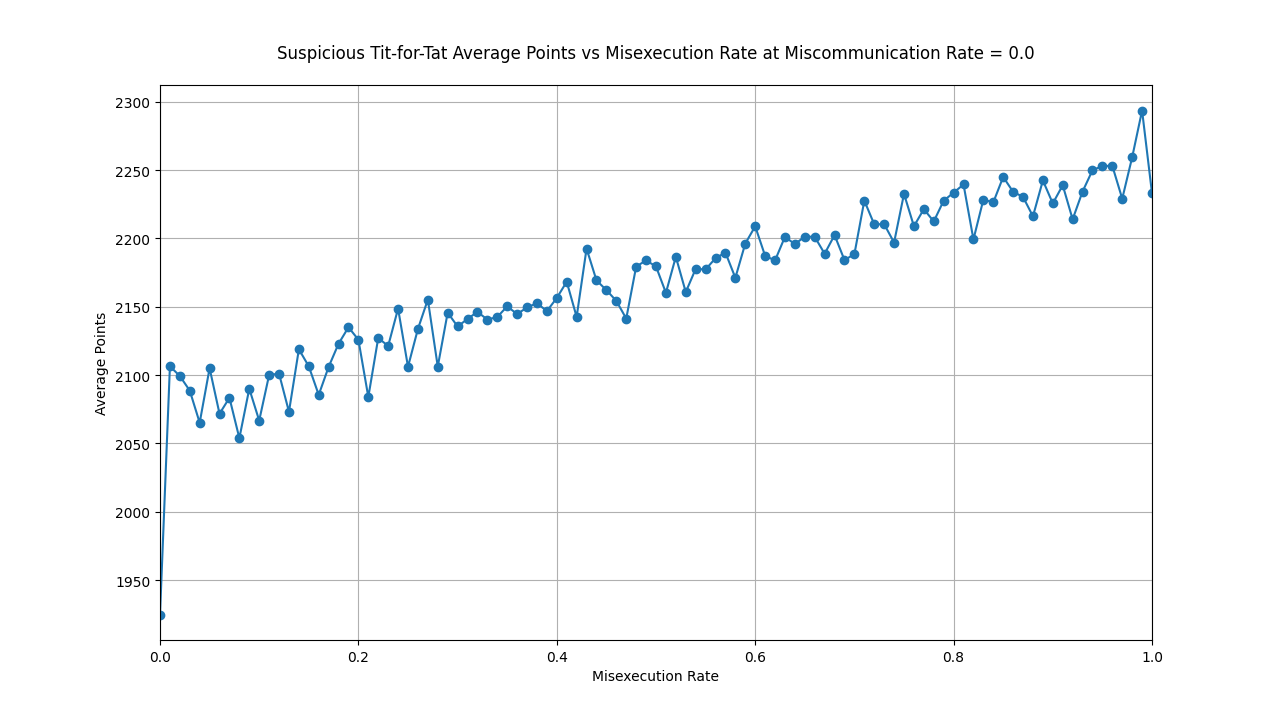 Suspicious Tit-for-Tat Average Points vs Misexecution Rate at Miscommunication Rate = 0.0
2300
2250
2200
2150
2100
2050
2000
1950
Average Points
0.0 0.2 0.4 0.6 0.8 1.0
Misexecution Rate